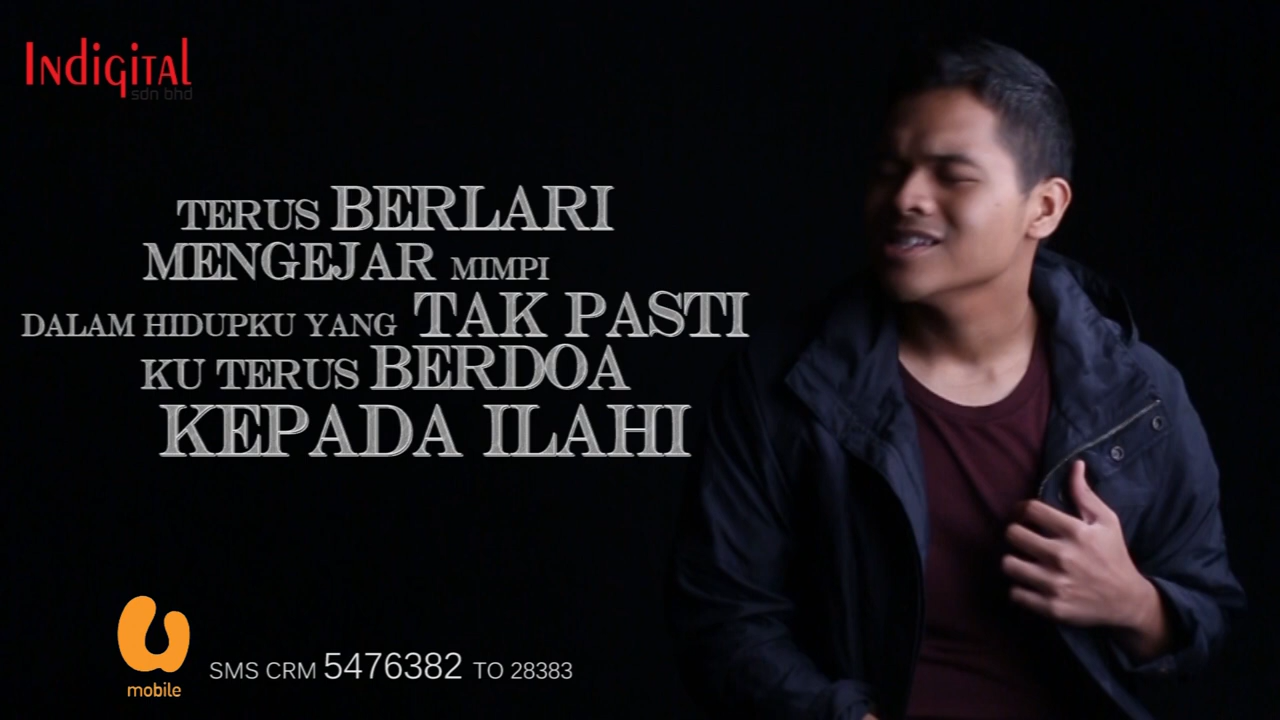 INDIGITAL
sdn bhd
TERUS BERLARI
MENGEJAR MIMPI
DALAM HIDUPKU YANG TAK PASTI
KU TERUS BERDOA
KEPADA ILAHI
U
mobile
SMS CRM 5476382 TO 28383